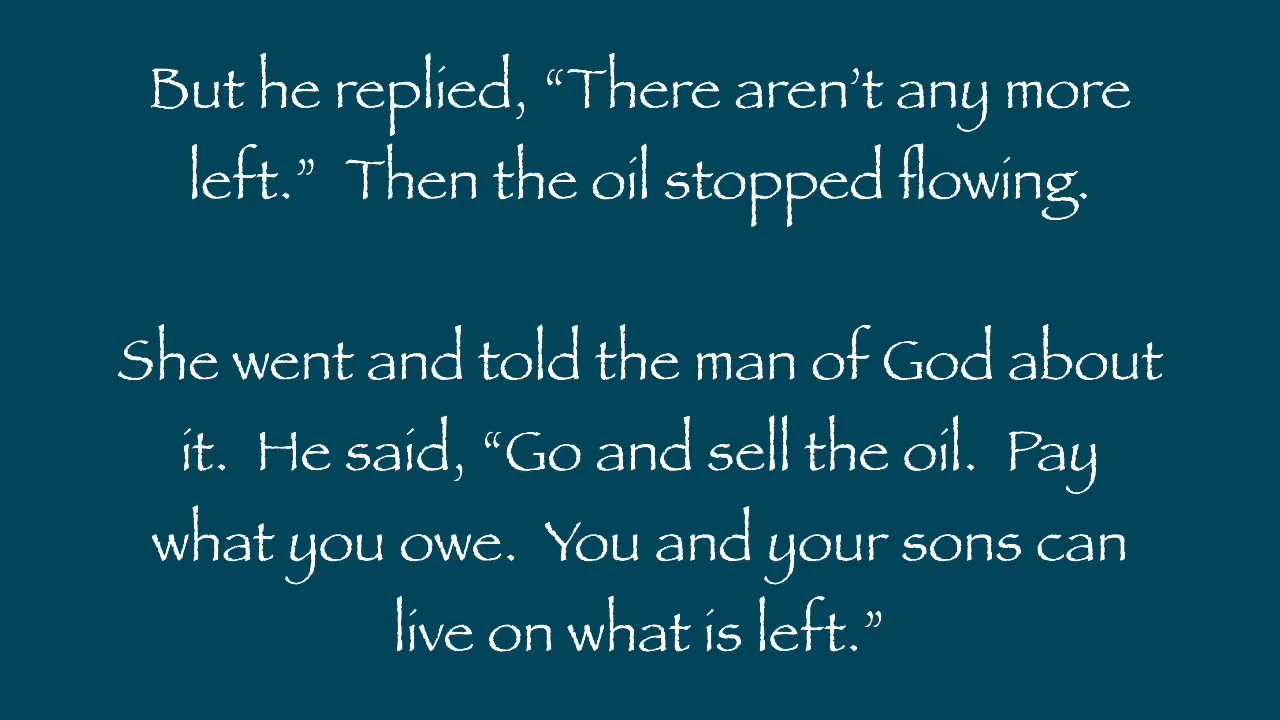 But he replied, “There aren’t any more
left.”  Then the oil stopped flowing.
She went and told the man of God about
it.  He said, “Go and sell the oil.  Pay
what you owe.  You and your sons can
live on what is left.”